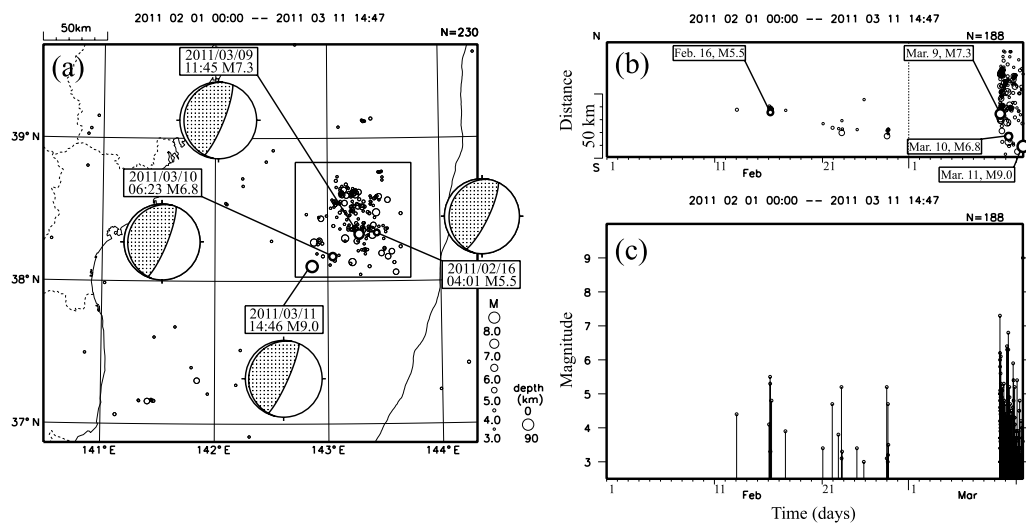 2011 02 01 00:00 -- 2011 03 11 14:47
50km
N=230
(a)
2011/03/09
11:45 M7.3
39°N
2011/03/10
06:23 M6.8
38°N
2011/02/16
04:01 M5.5
2011/03/11
14:46 M9.0
M
8.0
7.0
6.0
5.0
4.0
3.0
depth
(km)
0
90
37°N
141°E
142°E
143°E
144°E
2011 02 01 00:00 -- 2011 03 11 14:47
N
N=188
(b)
Feb. 16, M5.5
Mar. 9, M7.3
Distance
50 km
Mar. 10, M6.8
S
Mar. 11, M9.0
1
11
21
1
Feb
2011 02 01 00:00 -- 2011 03 11 14:47
N=188
(c)
Magnitude
9
8
7
6
5
4
3
1
11
21
1
Feb
Mar
Time (days)